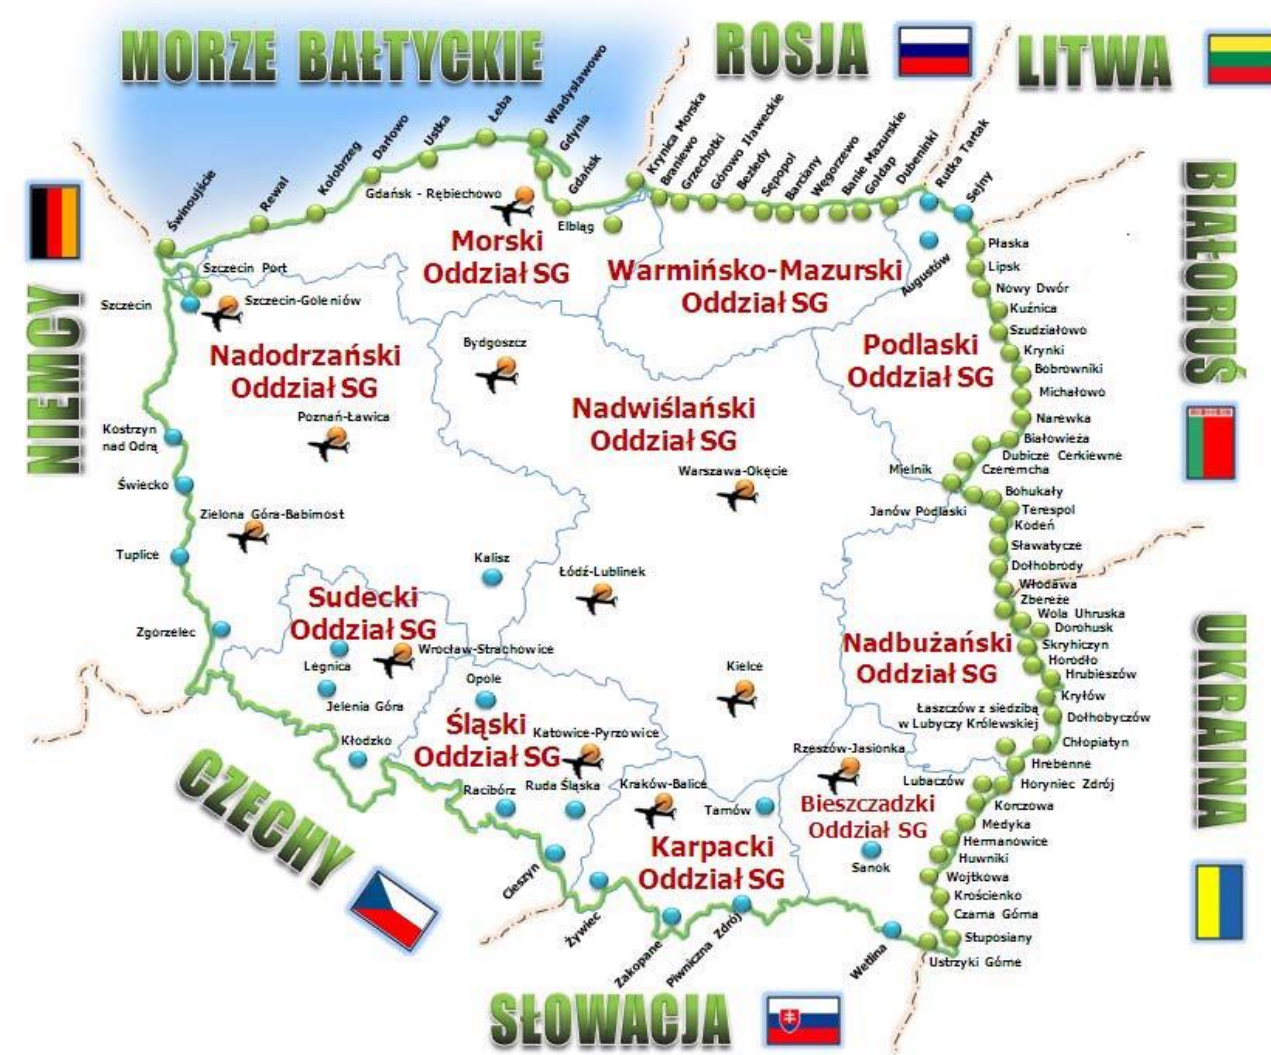 MORZE BAŁTYCKIE
ROSJA
LITWA
BIAŁORUŚ
UKRAINA
SŁOWACJA
CZECHY
NIEMCY
Świnoujście
Rewal
Kołobrzeg
Darłowo
Ustka
Łeba
Władysławowo
Gdynia
Gdańsk
Krynica Morska
Braniewo
Grzechotki
Górowo Iławeckie
Bezledy
Sępopol
Barciany
Węgorzewo
Banie Mazurskie
Gołdap
Dubeninki
Rutka Tartak
Sejny
Gdańsk - Rębiechowo
Elbląg
Morski
Oddział SG
Warmińsko-Mazurski
Oddział SG
Augustów
Płaska
Lipsk
Nowy Dwór
Kuźnica
Szudziałowo
Krynki
Bobrowniki
Michałowo
Narewka
Białowieża
Dubicze Cerkiewne
Czeremcha
Mielnik
Podlaski
Oddział SG
Szczecin Port
Szczecin
Szczecin-Goleniów
Nadodrzański
Oddział SG
Bydgoszcz
Poznań-Ławica
Nadwiślański
Oddział SG
Warszawa-Okęcie
Kostrzyn
nad Odrą
Świecko
Zielona Góra-Babimost
Tuplice
Zgorzelec
Kalisz
Łódź-Lublinek
Kielce
Janów Podlaski
Bohukały
Terespol
Kodeń
Sławatycze
Dołhobrody
Włodawa
Zbereże
Wola Uhruska
Dorohusk
Skryhiczyn
Horodło
Hrubieszów
Kryłów
Dołhobyczów
Chłopiatyn
Łaszczów z siedzibą
w Lubyczy Królewskiej
Hrebenne
Nadbużański
Oddział SG
Sudecki
Oddział SG
Wrocław-Strachowice
Legnica
Jelenia Góra
Kłodzko
Opole
Śląski
Oddział SG
Katowice-Pyrzowice
Racibórz
Ruda Śląska
Cieszyn
Kraków-Balice
Tarnów
Karpacki
Oddział SG
Żywiec
Zakopane
Piwniczna Zdrój
Rzeszów-Jasionka
Bieszczadzki
Oddział SG
Sanok
Wetlina
Lubaczów
Horyniec Zdrój
Korczowa
Medyka
Hermanowice
Huwniki
Wojtkowa
Krościenko
Czarna Górna
Stuposiany
Ustrzyki Górne